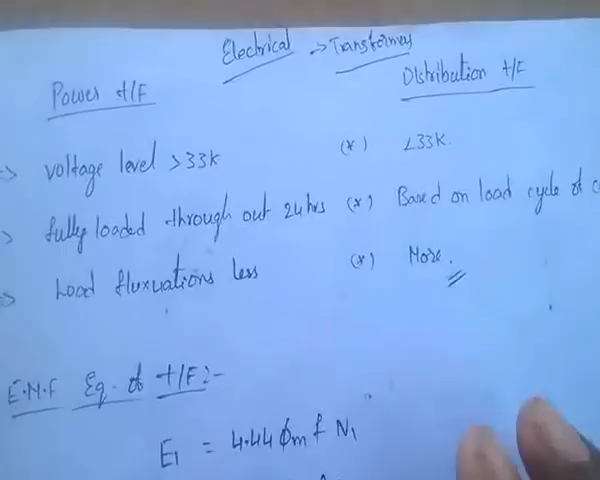 Electrical → Transformers
Power t/F
Distribution t/F
→ voltage level > 33K
(*) < 33K.
→ fully loaded through out 24 hrs
(*) Based on load cycle of
→ Load fluxuations less
(*) More.
E.M.F Eq. of t/F :-
E₁ = 4.44 ϕm f N₁